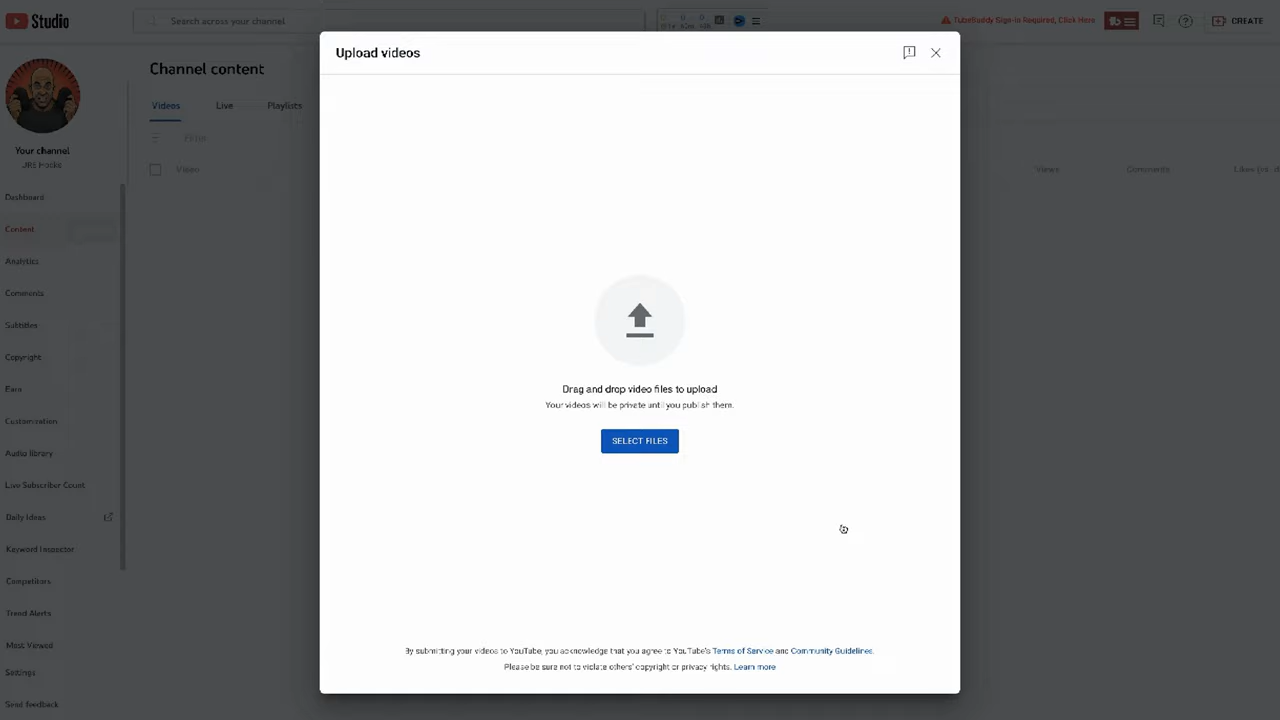 Studio
Search across your channel
TubeBuddy Sign-in Required, Click Here
CREATE
Upload videos
Channel content
Videos
Live
Playlists
Filter
Your channel
Video
Views
Comments
Dashboard
Content
Analytics
Comments
Subtitles
Copyright
Earn
Customization
Audio library
Live Subscriber Count
Daily Ideas
Keyword Inspector
Competitors
Trend Alerts
Most Viewed
Settings
Send feedback
Drag and drop video files to upload
Your videos will be private until you publish them.
SELECT FILES
By submitting your videos to YouTube, you acknowledge that you agree to YouTube's Terms of Service and Community Guidelines.
Please be sure not to violate others' copyright or privacy rights. Learn more